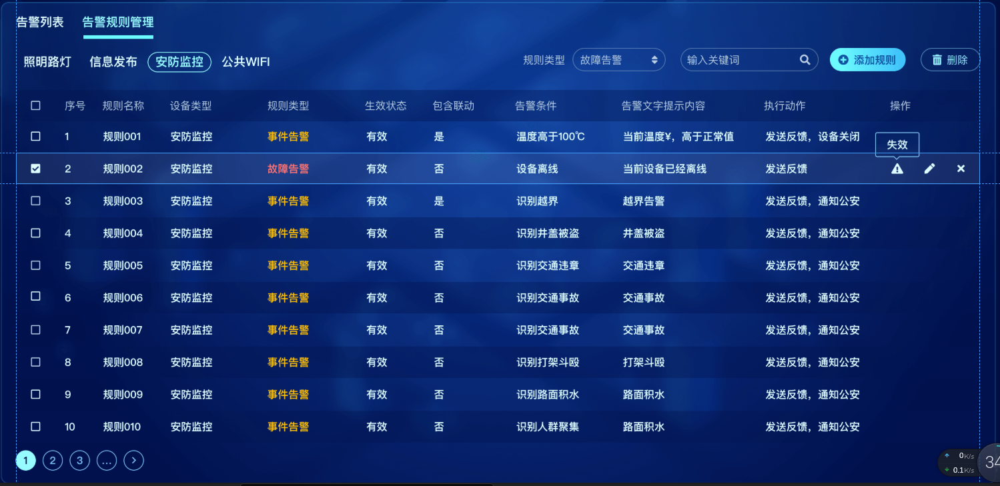 告警列表 告警规则管理
照明路灯 信息发布 安防监控 公共WIFI 规则类型 故障告警 输入关键词 添加规则 删除
序号 规则名称 设备类型 规则类型 生效状态 包含联动 告警条件 告警文字提示内容 执行动作 操作
1 规则001 安防监控 事件告警 有效 是 温度高于100℃ 当前温度¥，高于正常值 发送反馈，设备关闭
失效
2 规则002 安防监控 故障告警 有效 否 设备离线 当前设备已经离线 发送反馈
3 规则003 安防监控 事件告警 有效 是 识别越界 越界告警 发送反馈，通知公安
4 规则004 安防监控 事件告警 有效 否 识别井盖被盗 井盖被盗 发送反馈，通知公安
5 规则005 安防监控 事件告警 有效 否 识别交通违章 交通违章 发送反馈，通知公安
6 规则006 安防监控 事件告警 有效 否 识别交通事故 交通事故 发送反馈，通知公安
7 规则007 安防监控 事件告警 有效 否 识别交通事故 交通事故 发送反馈，通知公安
8 规则008 安防监控 事件告警 有效 否 识别打架斗殴 打架斗殴 发送反馈，通知公安
9 规则009 安防监控 事件告警 有效 否 识别路面积水 路面积水 发送反馈，通知公安
10 规则010 安防监控 事件告警 有效 否 识别人群聚集 路面积水 发送反馈，通知公安
1 2 3 ...
0K/s
0.1K/s
34